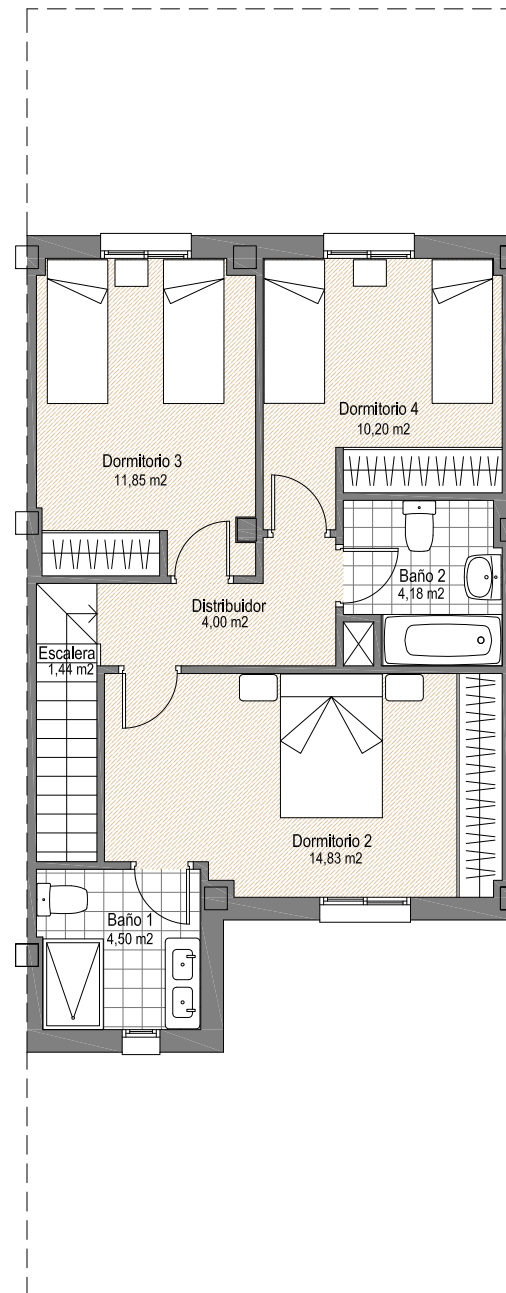 Dormitorio 4
10,20 m2
Dormitorio 3
11,85 m2
Baño 2
4,18 m2
Distribuidor
4,00 m2
Escalera
1,44 m2
Dormitorio 2
14,83 m2
Baño 1
4,50 m2